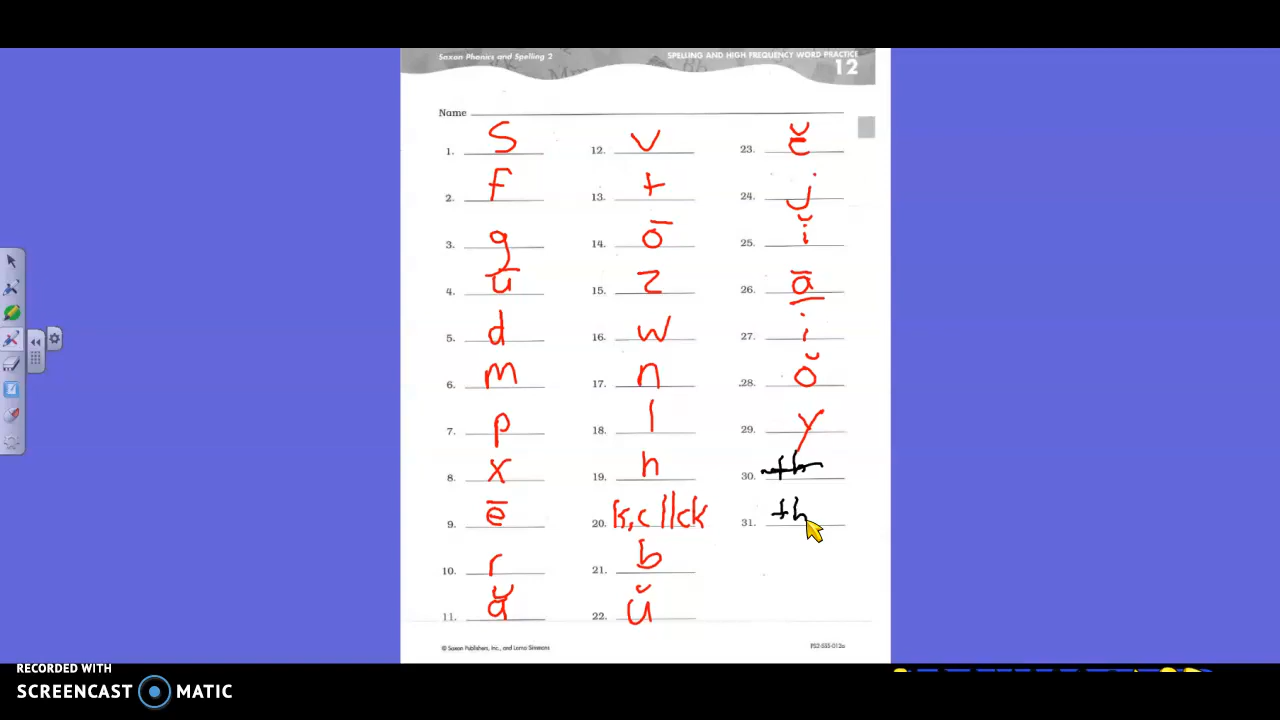 Saxon Phonics and Spelling 2
SPELLING AND HIGH FREQUENCY WORD PRACTICE
12
Name
1. S
2. f
3. g
4. ū
5. d
6. m
7. p
8. x
9. ē
10. r
11. ă
12. v
13. t
14. ō
15. z
16. w
17. n
18. l
19. h
20. k,c//ck
21. b
22. ŭ
23. ĕ
24. j
25. ĭ
26. ā
27. i
28. ŏ
29. y
30. th
31. th
© Saxon Publishers, Inc., and Lorna Simmons
PS2-SSS-012a
RECORDED WITH
SCREENCAST MATIC